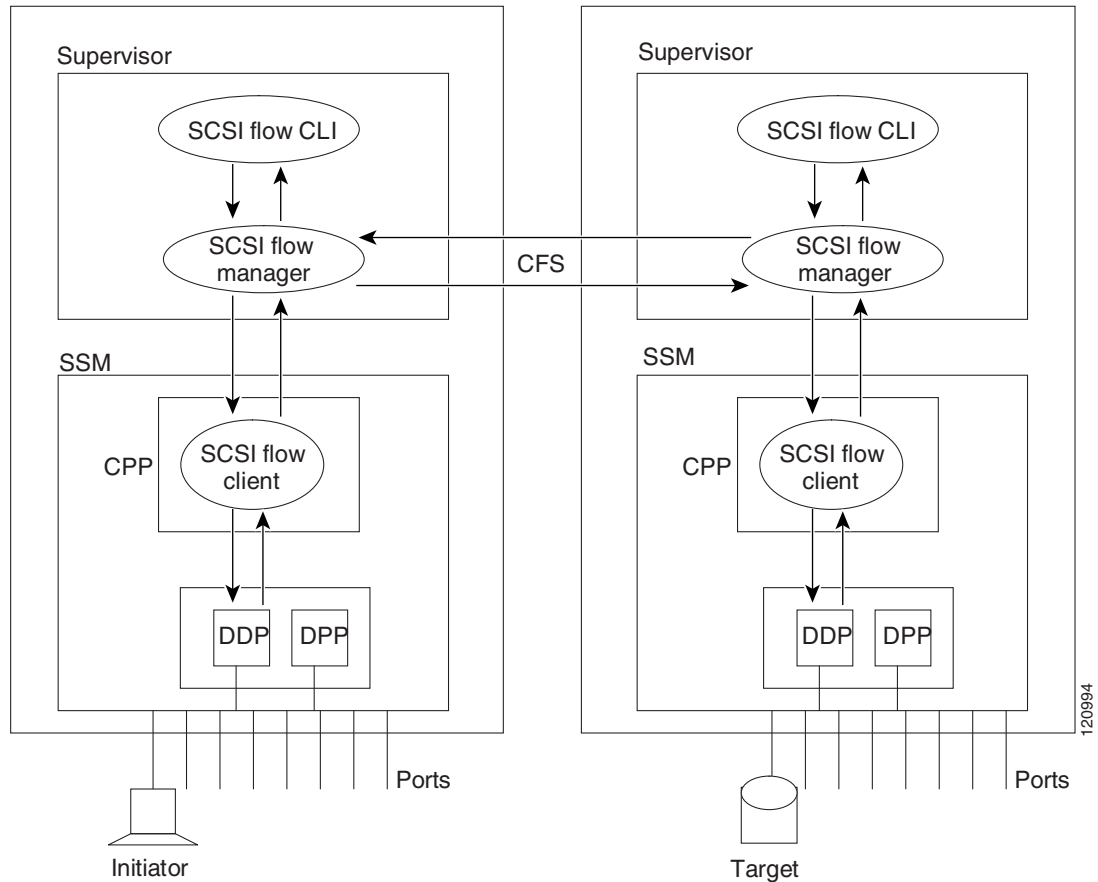 Supervisor
SCSI flow CLI
SCSI flow
manager
SSM
CPP
SCSI flow
client
DDP
DPP
Ports
Initiator
CFS
Supervisor
SCSI flow CLI
SCSI flow
manager
SSM
CPP
SCSI flow
client
DDP
DPP
Ports
Target
120994